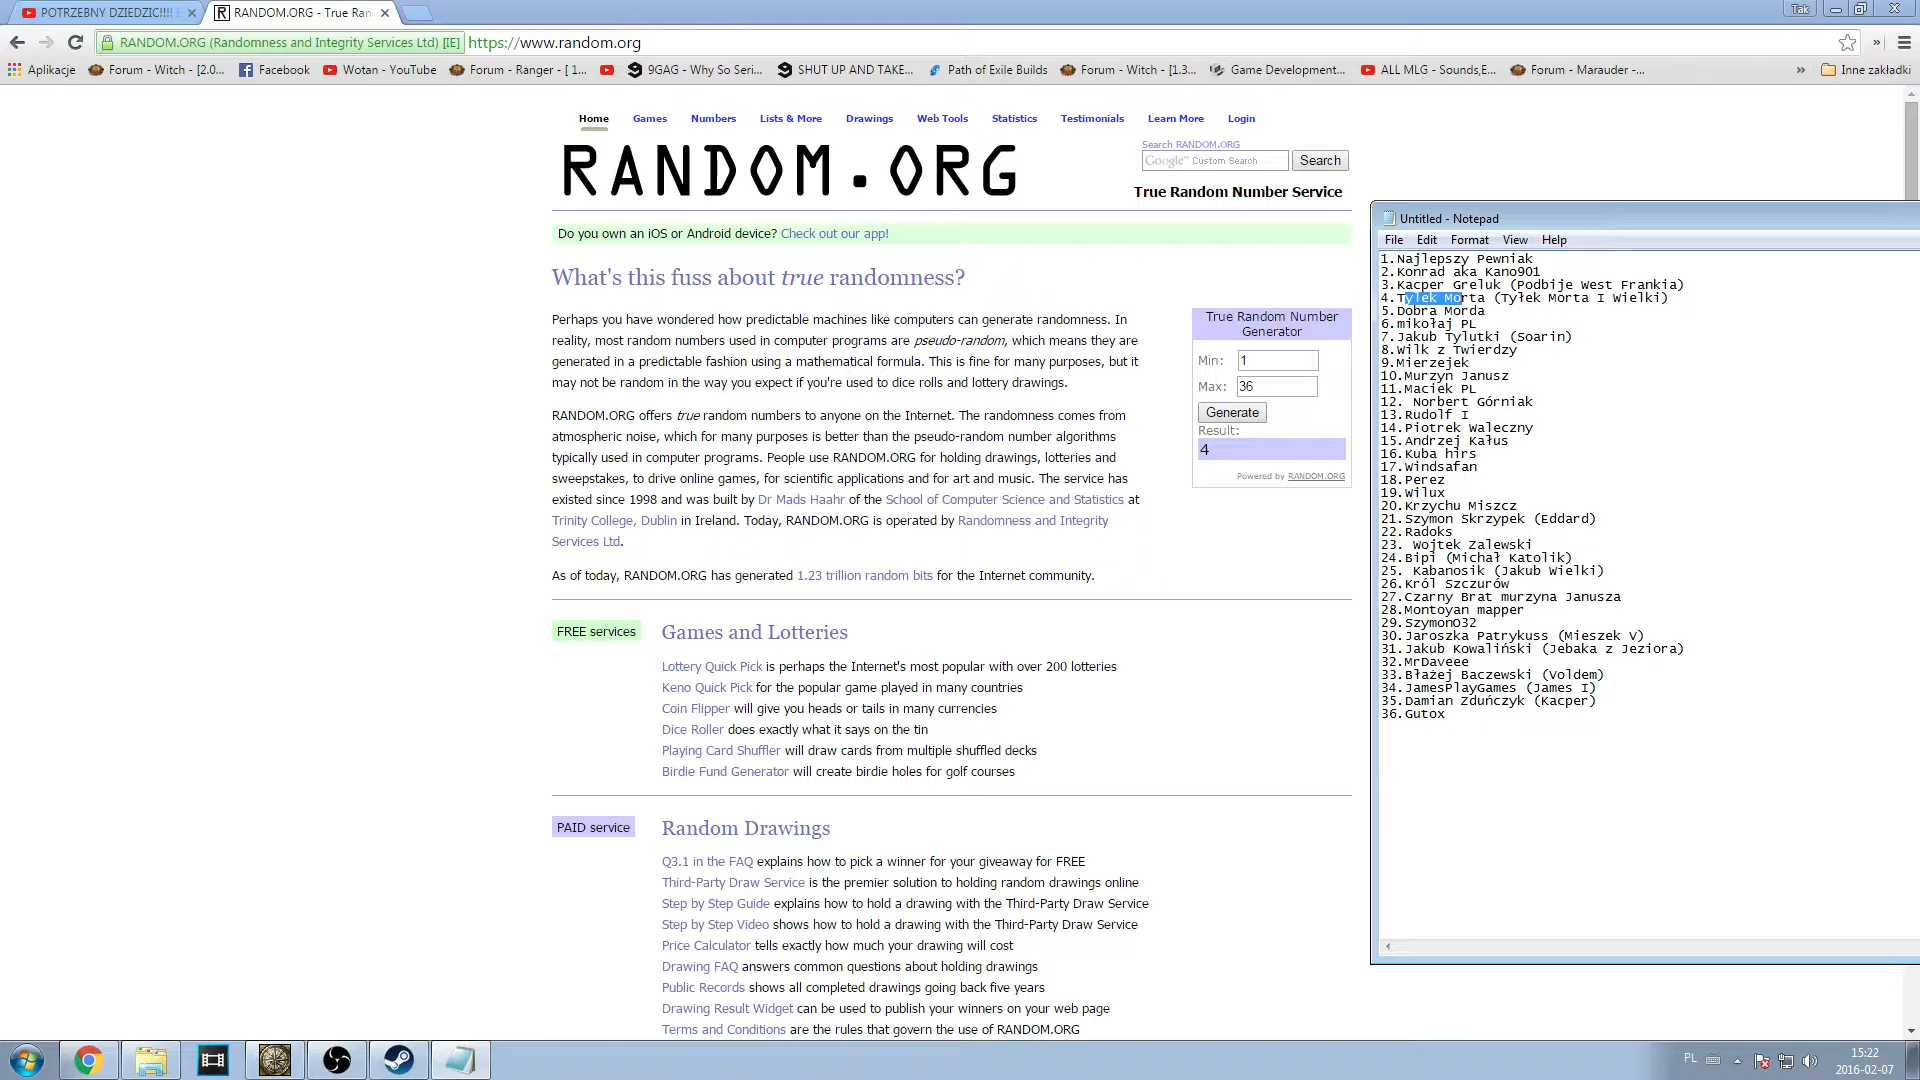 POTRZEBNY DZIEDZIC!!!! E
RANDOM.ORG - True Ran
Tak
RANDOM.ORG (Randomness and Integrity Services Ltd) [IE]
https://www.random.org
Aplikacje
Forum - Witch - [2.0...
Facebook
Wotan - YouTube
Forum - Ranger - [ 1...
9GAG - Why So Seri...
SHUT UP AND TAKE...
Path of Exile Builds
Forum - Witch - [1.3...
Game Development...
ALL MLG - Sounds,E...
Forum - Marauder -...
»
Inne zakładki
Home Games Numbers Lists & More Drawings Web Tools Statistics Testimonials Learn More Login
RANDOM.ORG
Search RANDOM.ORG
Google™ Custom Search
Search
True Random Number Service
Do you own an iOS or Android device? Check out our app!
What's this fuss about true randomness?
Perhaps you have wondered how predictable machines like computers can generate randomness. In
reality, most random numbers used in computer programs are pseudo-random, which means they are
generated in a predictable fashion using a mathematical formula. This is fine for many purposes, but it
may not be random in the way you expect if you're used to dice rolls and lottery drawings.
RANDOM.ORG offers true random numbers to anyone on the Internet. The randomness comes from
atmospheric noise, which for many purposes is better than the pseudo-random number algorithms
typically used in computer programs. People use RANDOM.ORG for holding drawings, lotteries and
sweepstakes, to drive online games, for scientific applications and for art and music. The service has
existed since 1998 and was built by Dr Mads Haahr of the School of Computer Science and Statistics at
Trinity College, Dublin in Ireland. Today, RANDOM.ORG is operated by Randomness and Integrity
Services Ltd.
As of today, RANDOM.ORG has generated 1.23 trillion random bits for the Internet community.
True Random Number
Generator
Min: 1
Max: 36
Generate
Result:
4
Powered by RANDOM.ORG
FREE services
Games and Lotteries
Lottery Quick Pick is perhaps the Internet's most popular with over 200 lotteries
Keno Quick Pick for the popular game played in many countries
Coin Flipper will give you heads or tails in many currencies
Dice Roller does exactly what it says on the tin
Playing Card Shuffler will draw cards from multiple shuffled decks
Birdie Fund Generator will create birdie holes for golf courses
PAID service
Random Drawings
Q3.1 in the FAQ explains how to pick a winner for your giveaway for FREE
Third-Party Draw Service is the premier solution to holding random drawings online
Step by Step Guide explains how to hold a drawing with the Third-Party Draw Service
Step by Step Video shows how to hold a drawing with the Third-Party Draw Service
Price Calculator tells exactly how much your drawing will cost
Drawing FAQ answers common questions about holding drawings
Public Records shows all completed drawings going back five years
Drawing Result Widget can be used to publish your winners on your web page
Terms and Conditions are the rules that govern the use of RANDOM.ORG
Untitled - Notepad
File Edit Format View Help
1.Najlepszy Pewniak
2.Konrad aka Kano901
3.Kacper Greluk (Podbije West Frankia)
4.Tylek Morta (Tyłek Morta I Wielki)
5.Dobra Morda
6.mikołaj PL
7.Jakub Tylutki (Soarin)
8.Wilk z Twierdzy
9.Mierzejek
10.Murzyn Janusz
11.Maciek PL
12. Norbert Górniak
13.Rudolf I
14.Piotrek Waleczny
15.Andrzej Kałus
16.Kuba hirs
17.Windsafan
18.Perez
19.Wilux
20.Krzychu Miszcz
21.Szymon Skrzypek (Eddard)
22.Radoks
23. Wojtek Zalewski
24.Bipi (Michał Katolik)
25. Kabanosik (Jakub Wielki)
26.Król Szczurów
27.Czarny Brat murzyna Janusza
28.Montoyan mapper
29.SzymonO32
30.Jaroszka Patrykuss (Mieszek V)
31.Jakub Kowaliński (Jebaka z Jeziora)
32.MrDaveee
33.Błażej Baczewski (Voldem)
34.JamesPlayGames (James I)
35.Damian Zduńczyk (Kacper)
36.Gutox
PL
15:22
2016-02-07